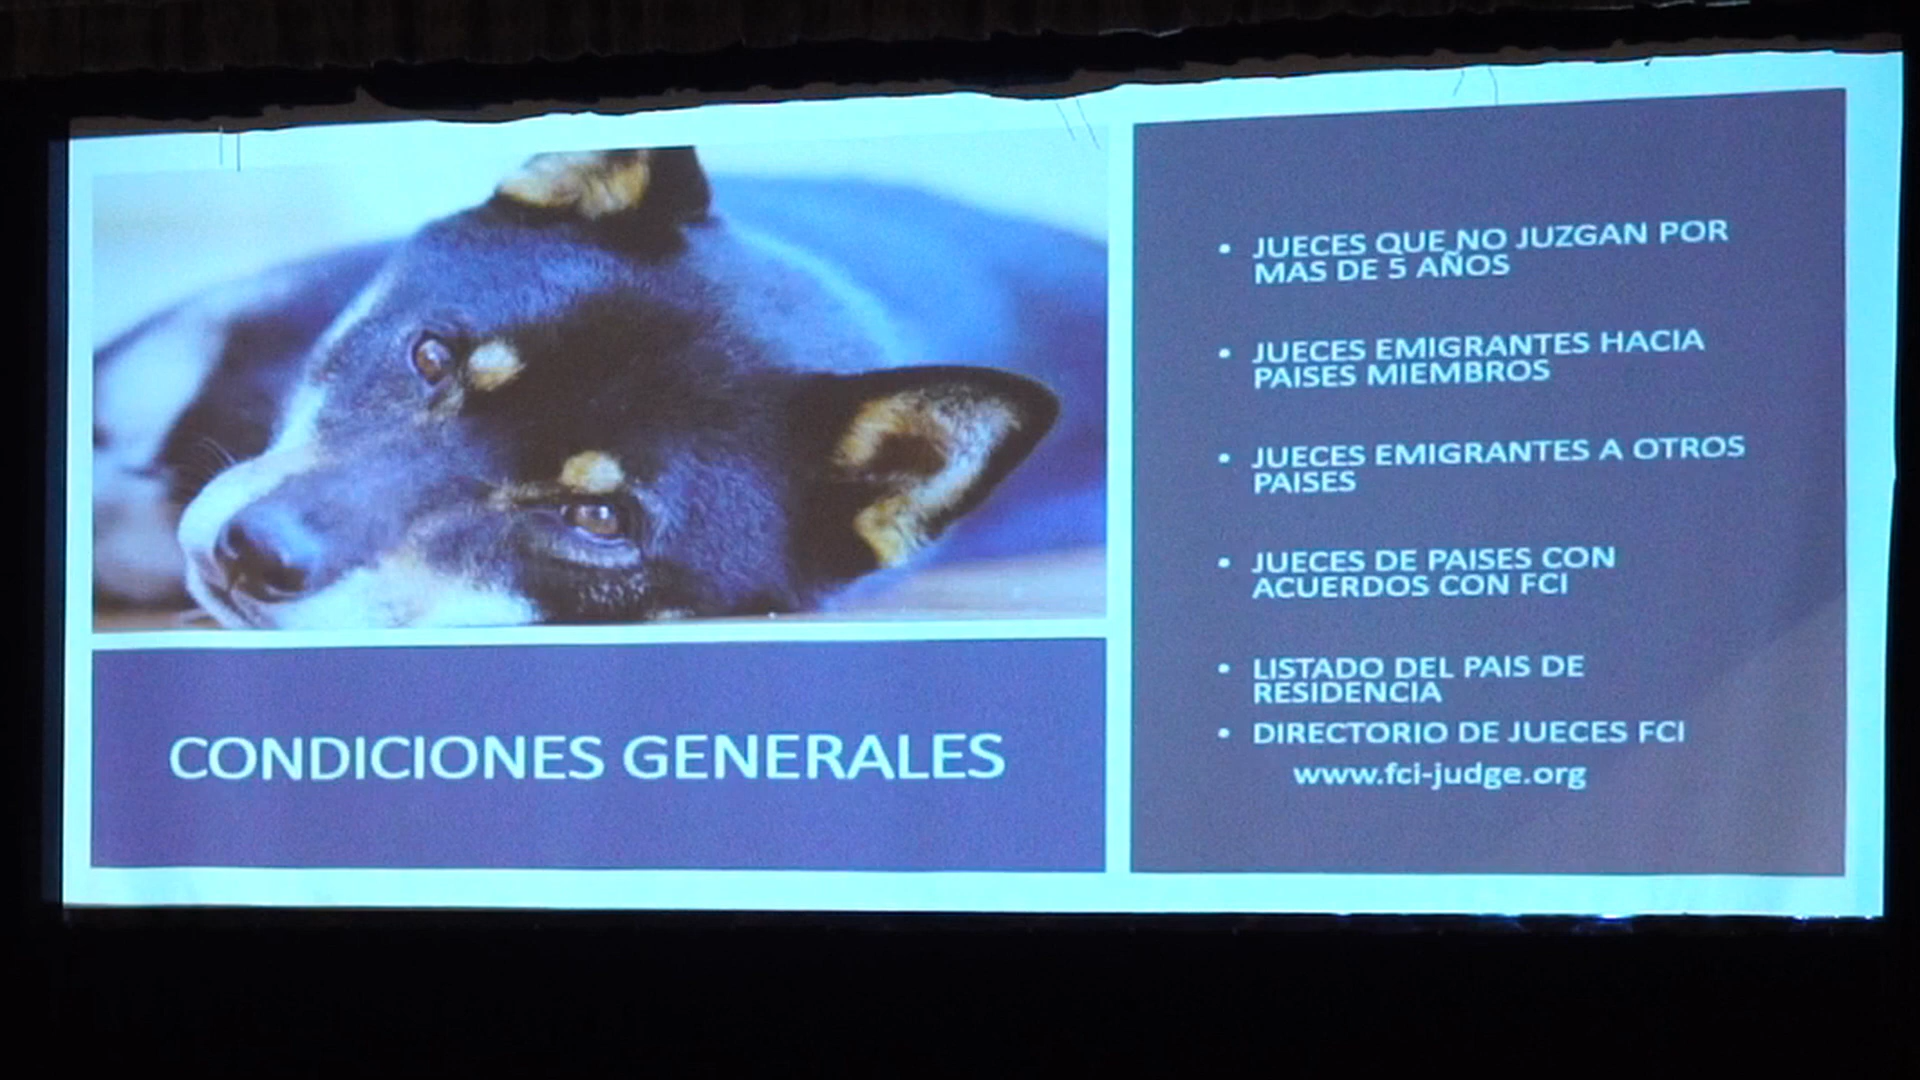 CONDICIONES GENERALES
• JUECES QUE NO JUZGAN POR
MAS DE 5 AÑOS
• JUECES EMIGRANTES HACIA
PAISES MIEMBROS
• JUECES EMIGRANTES A OTROS
PAISES
• JUECES DE PAISES CON
ACUERDOS CON FCI
• LISTADO DEL PAIS DE
RESIDENCIA
• DIRECTORIO DE JUECES FCI
www.fci-judge.org